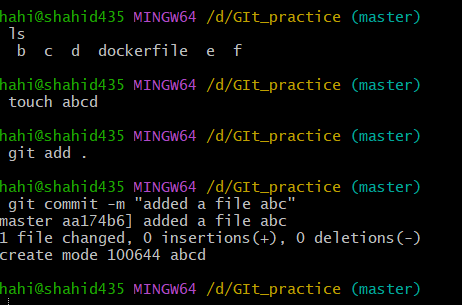 hahi@shahid435 MINGW64 /d/GIt_practice (master)
ls
b c d dockerfile e f
hahi@shahid435 MINGW64 /d/GIt_practice (master)
touch abcd
hahi@shahid435 MINGW64 /d/GIt_practice (master)
git add .
hahi@shahid435 MINGW64 /d/GIt_practice (master)
git commit -m "added a file abc"
master aa174b6] added a file abc
1 file changed, 0 insertions(+), 0 deletions(-)
create mode 100644 abcd
hahi@shahid435 MINGW64 /d/GIt_practice (master)